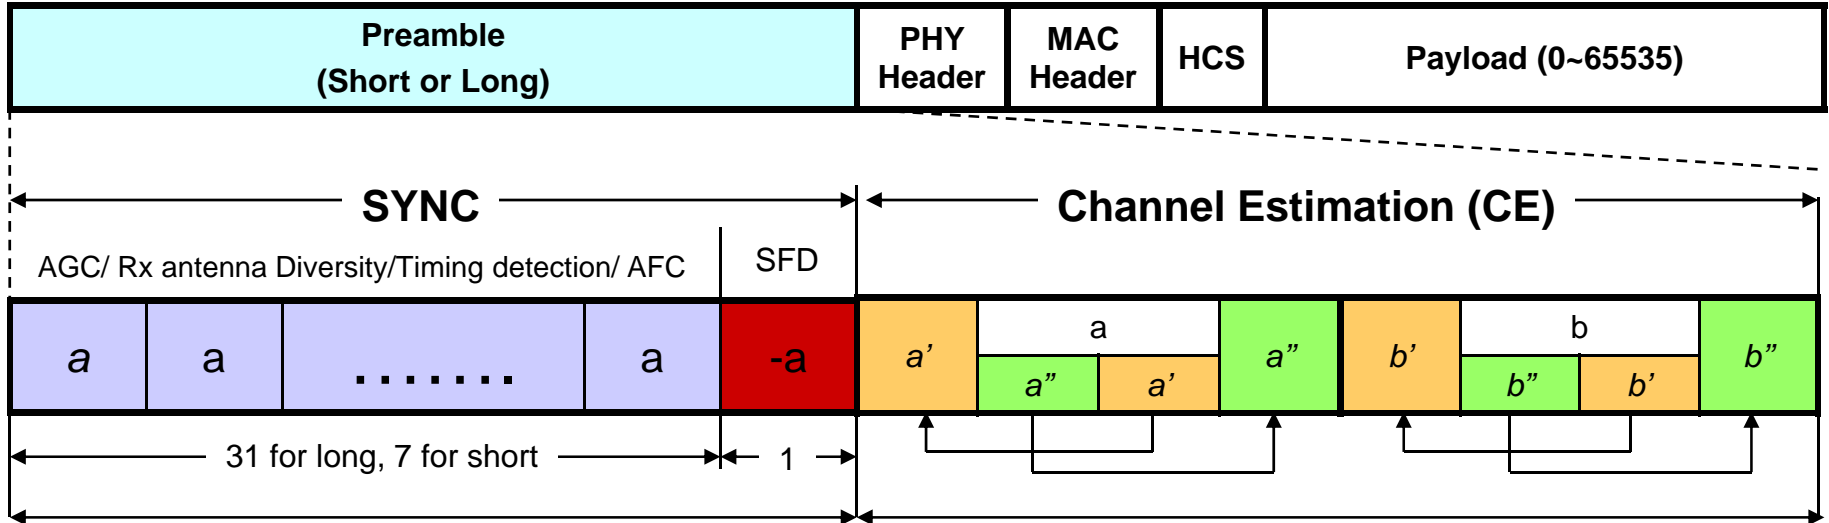 Preamble
(Short or Long)
PHY
Header
MAC
Header
HCS
Payload (0~65535)
SYNC
Channel Estimation (CE)
AGC/ Rx antenna Diversity/Timing detection/ AFC
SFD
a
a
.......
a
-a
a’
a
a”
a’
a”
b’
b
b”
b’
b”
31 for long, 7 for short
1